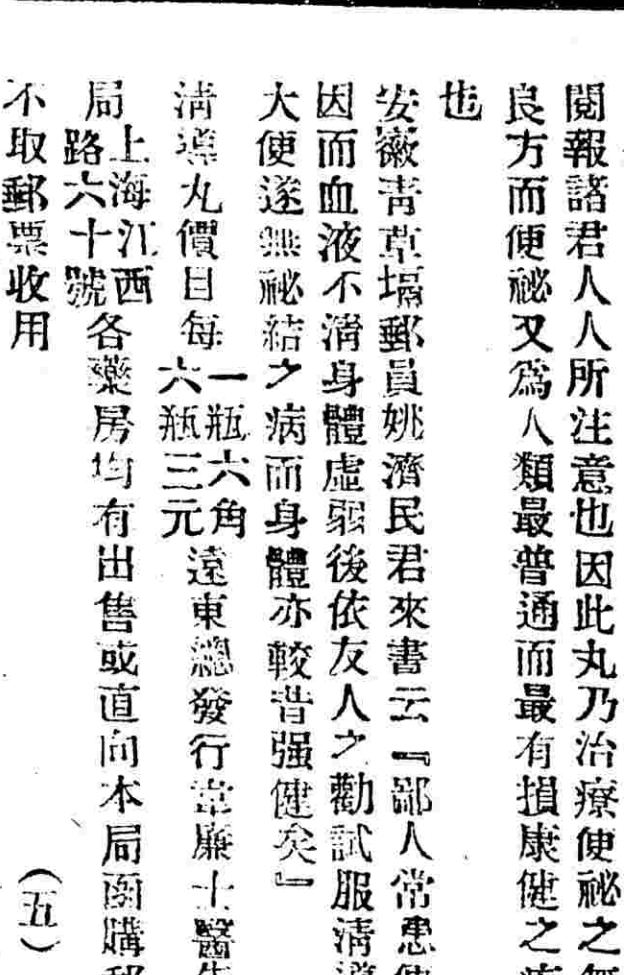 閱報諸君人人所注意也因此丸乃治療便祕之
良方而便祕又爲人類最普通而最有損康健之
也
安徽靑草塥郵員姚濟民君來書云『鄙人常患便
因而血液不清身體虛弱後依友人之勸試服清導
大便遂無祕結之病而身體亦較昔强健矣』
清導丸價目每
一瓶六角
六瓶三元
遠東總發行韋廉士醫生
局
上海江西
路六十號
各藥房均有出售或直向本局函購郵
不取郵票收用
(五)